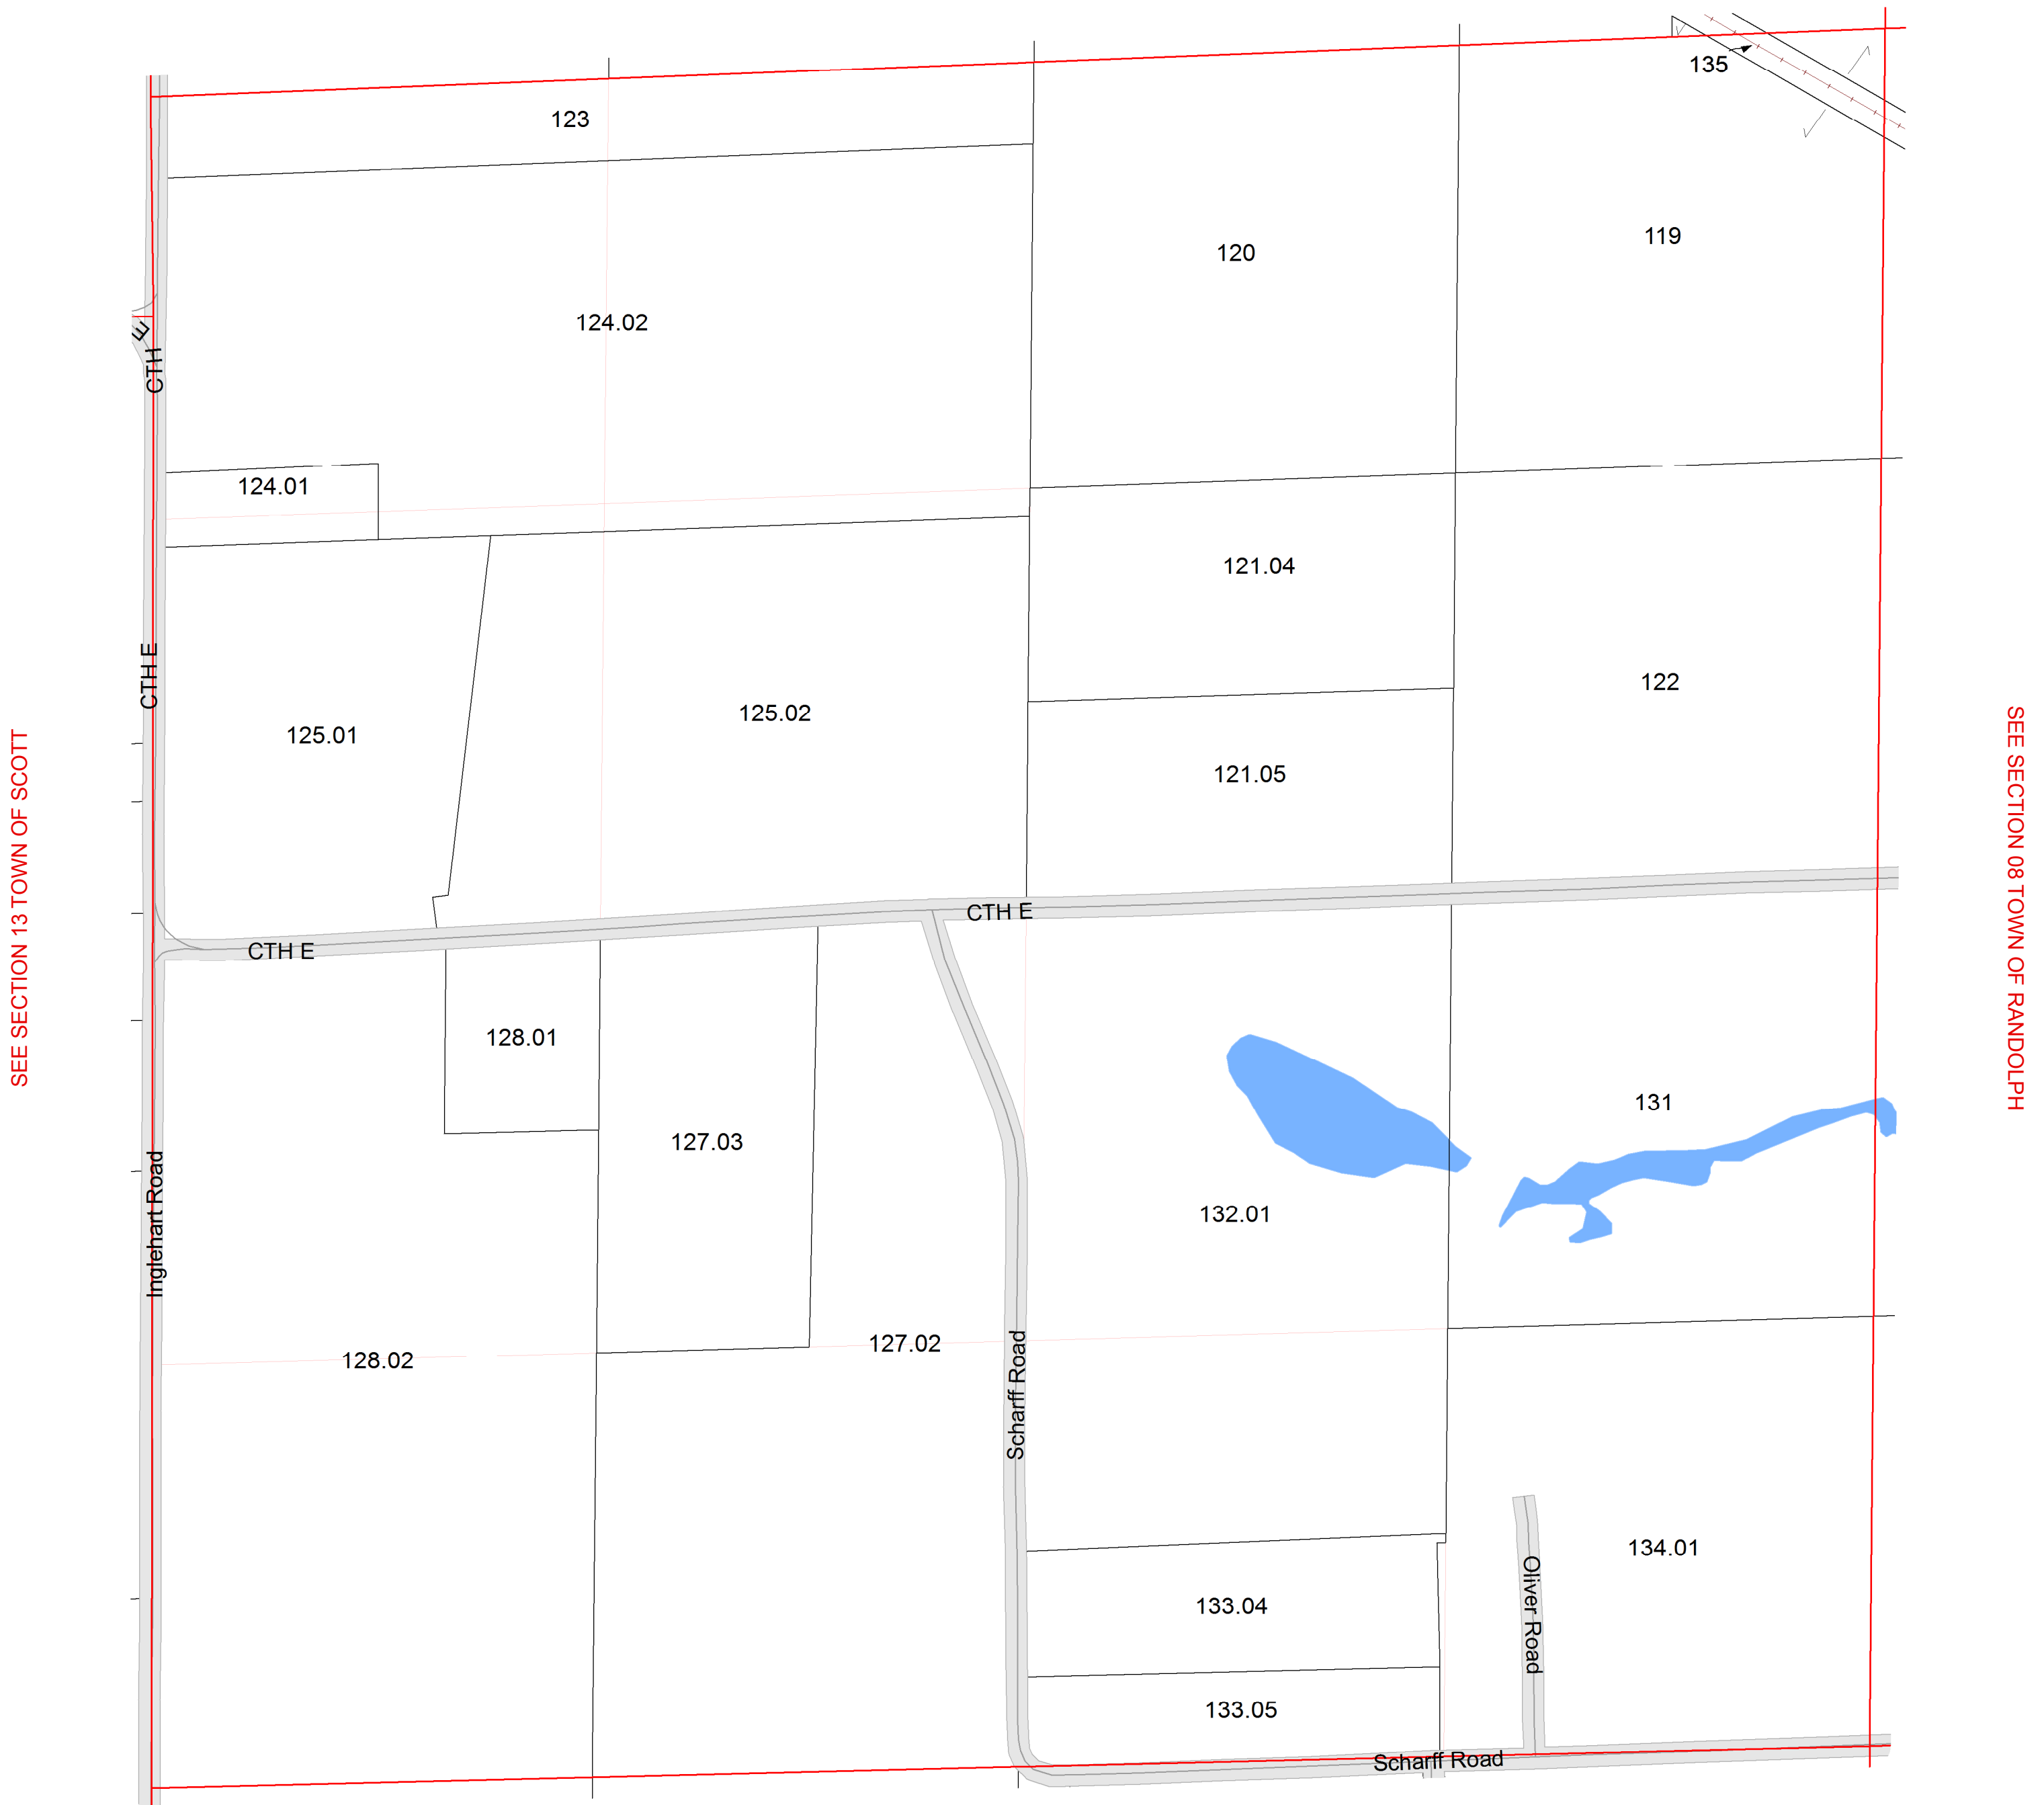 135
123
119
120
124.02
E
CTH
124.01
121.04
CTH E
122
125.02
125.01
121.05
SEE SECTION 13 TOWN OF SCOTT
SEE SECTION 08 TOWN OF RANDOLPH
CTH E
CTH E
128.01
131
127.03
132.01
Inglehart Road
127.02
128.02
Scharff Road
134.01
133.04
Oliver Road
133.05
Scharff Road